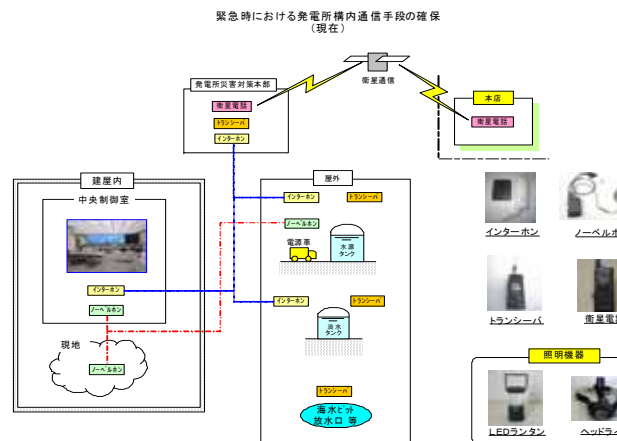 緊急時における発電所構内通信手段の確保
(現在)
衛星通信
発電所災害対策本部
衛星電話
トランシーバ
インターホン
本店
衛星電話
建屋内
中央制御室
インターホン
ノーベルホン
現地
ノーベルホン
屋外
インターホン
トランシーバ
ノーベルホン
電源車
水源
タンク
インターホン
トランシーバ
淡水
タンク
トランシーバ
海水ピット
放水口 等
インターホン
ノーベルホ
トランシーバ
衛星電
照明機器
LEDランタン
ヘッドライ